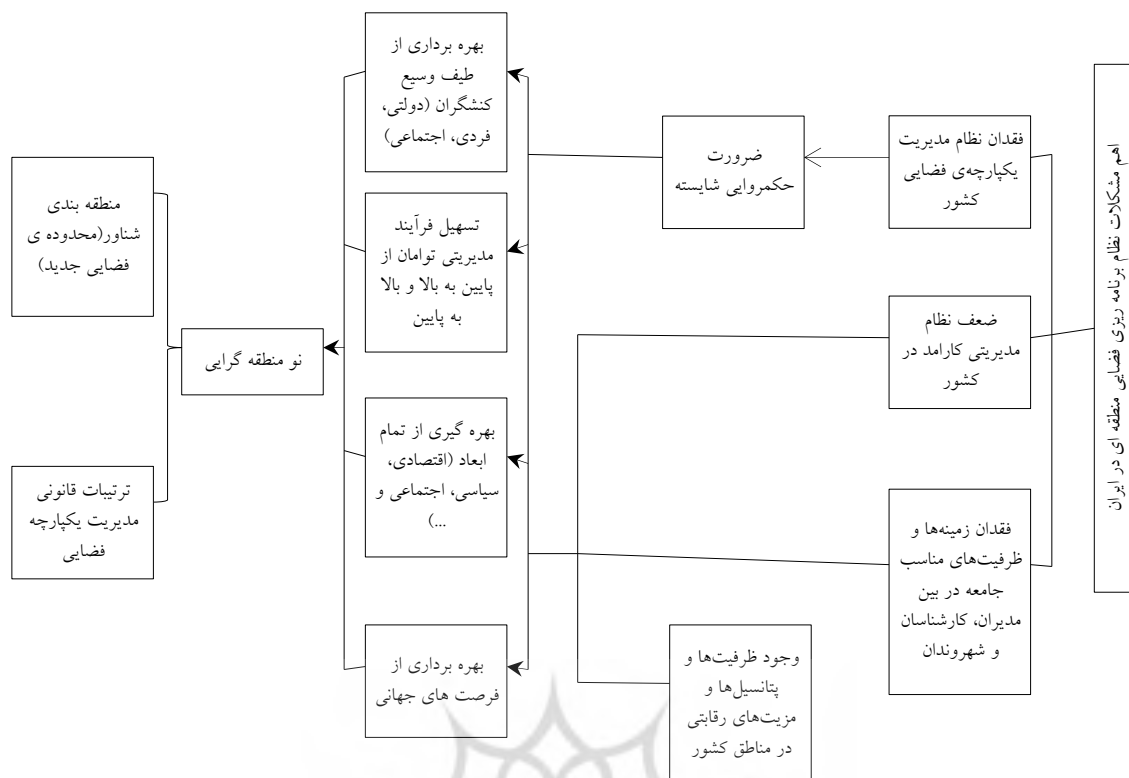 اهم مشکلات نظام برنامه ریزی فضایی منطقه ای در ایران
فقدان نظام مدیریت
یکپارچه‌ی فضایی
کشور
ضعف نظام
مدیریتی کارامد در
کشور
فقدان زمینه‌ها و
ظرفیت‌های مناسب
جامعه در بین
مدیران، کارشناسان
و شهروندان
ضرورت
حکمروایی شایسته
وجود ظرفیت‌ها و
پتانسیل‌ها و
مزیت‌های رقابتی
در مناطق کشور
بهره برداری از
طیف وسیع
کنشگران (دولتی،
فردی، اجتماعی)
تسهیل فرآیند
مدیریتی توامان از
پایین به بالا و بالا
به پایین
بهره گیری از تمام
ابعاد (اقتصادی،
سیاسی، اجتماعی و
...)
بهره برداری از
فرصت های جهانی
نو منطقه گرایی
منطقه بندی
شناور(محدوده ی
فضایی جدید)
ترتیبات قانونی
مدیریت یکپارچه
فضایی